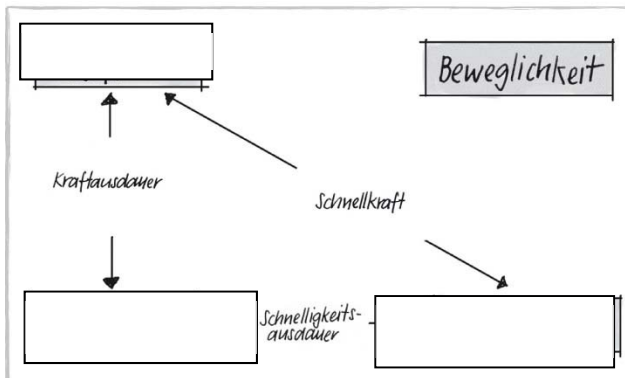 Beweglichkeit
Kraftausdauer
Schnellkraft
Schnelligkeits-
ausdauer